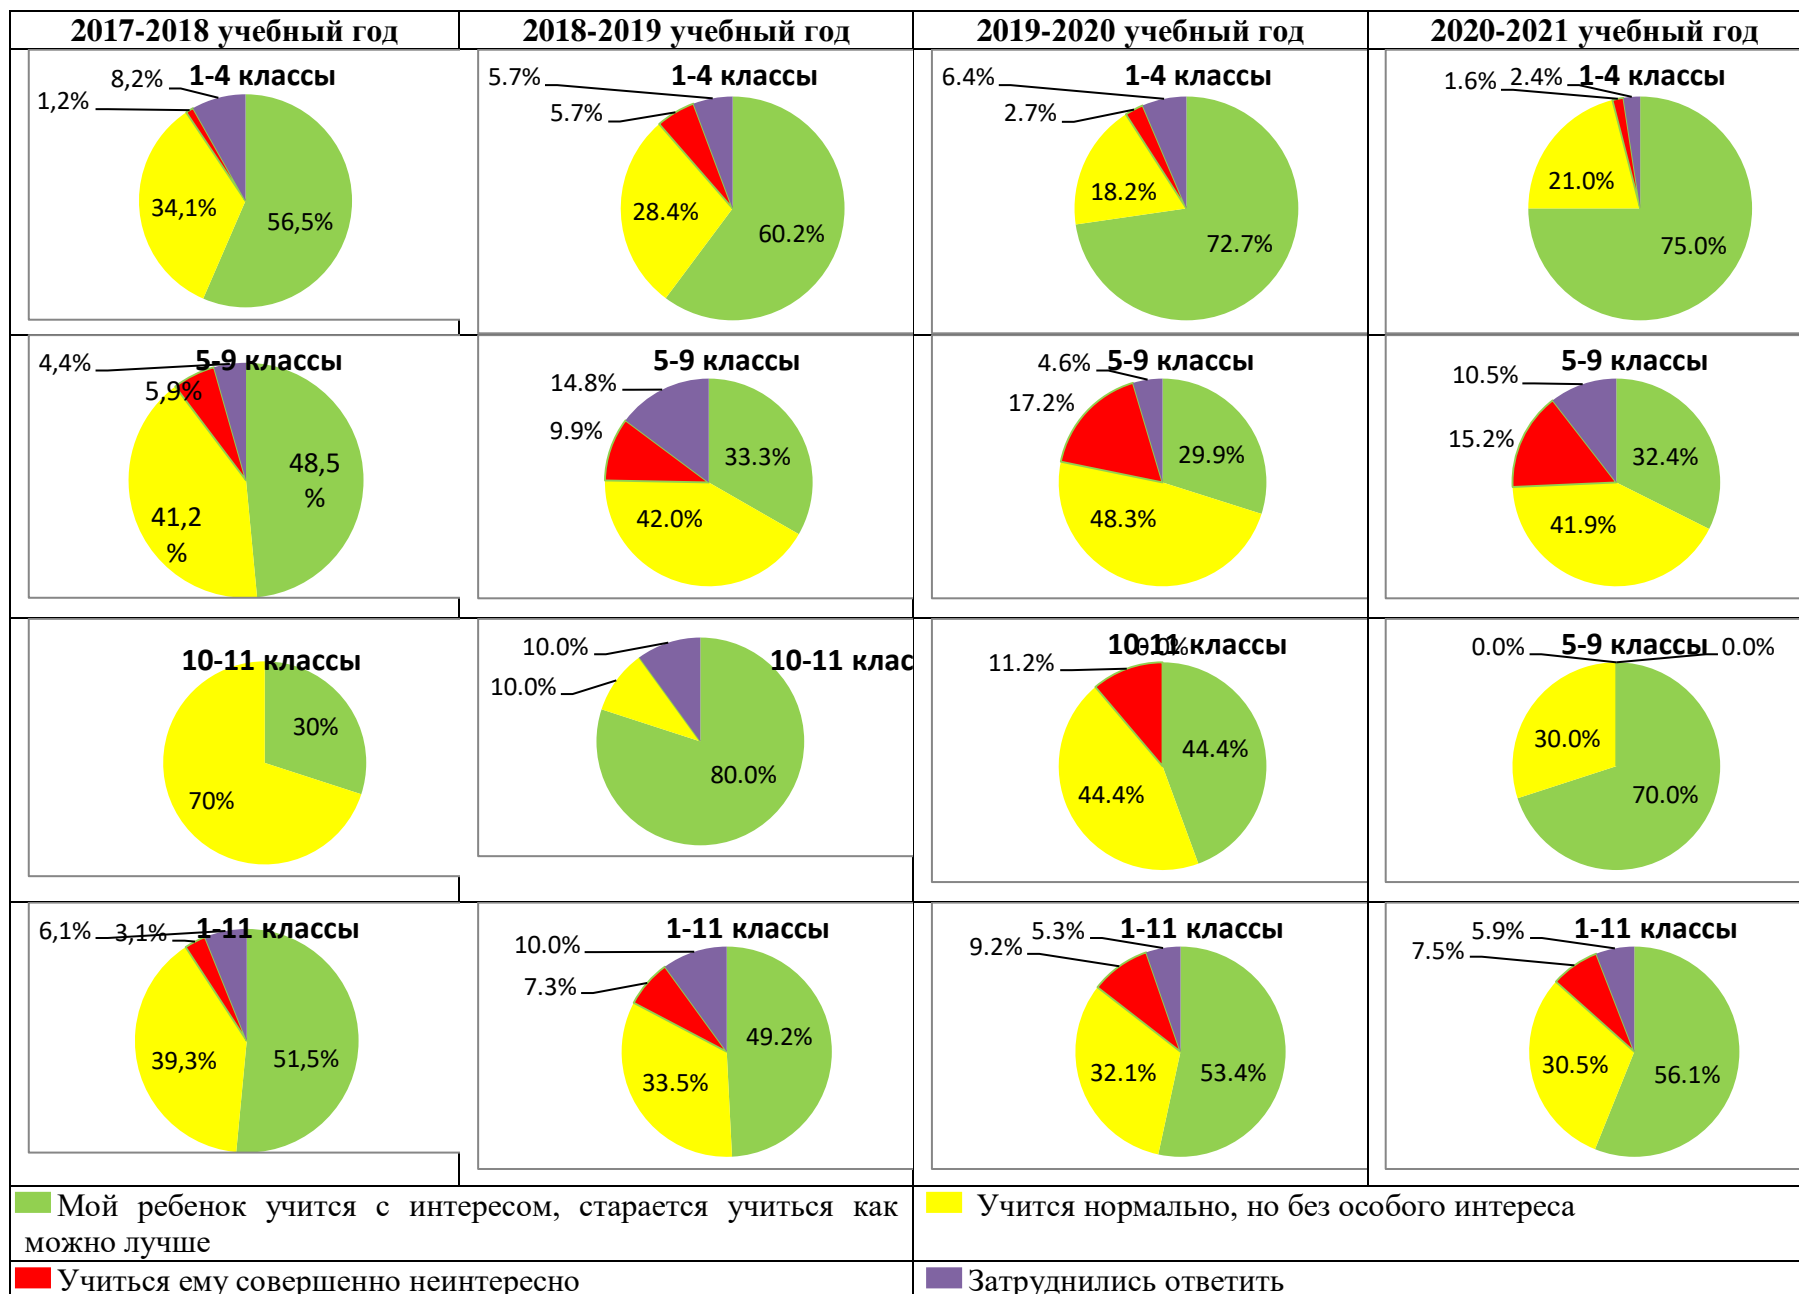 2017-2018 учебный год
2018-2019 учебный год
2019-2020 учебный год
2020-2021 учебный год
1-4 классы
8,2%
1,2%
34,1%
56,5%
1-4 классы
5.7%
5.7%
28.4%
60.2%
1-4 классы
6.4%
2.7%
18.2%
72.7%
1-4 классы
2.4%
1.6%
21.0%
75.0%
5-9 классы
4,4%
5,9%
48,5
%
41,2
%
5-9 классы
14.8%
9.9%
33.3%
42.0%
5-9 классы
4.6%
17.2%
29.9%
48.3%
5-9 классы
10.5%
15.2%
32.4%
41.9%
10-11 классы
30%
70%
10-11 клас
10.0%
10.0%
80.0%
10-11 классы
0.0%
11.2%
44.4%
44.4%
5-9 классы
0.0%
0.0%
30.0%
70.0%
1-11 классы
6,1%
3,1%
39,3%
51,5%
1-11 классы
10.0%
7.3%
49.2%
33.5%
1-11 классы
5.3%
9.2%
32.1%
53.4%
1-11 классы
5.9%
7.5%
30.5%
56.1%
Мой ребенок учится с интересом, старается учиться как
можно лучше
Учится нормально, но без особого интереса
Учиться ему совершенно неинтересно
Затруднились ответить